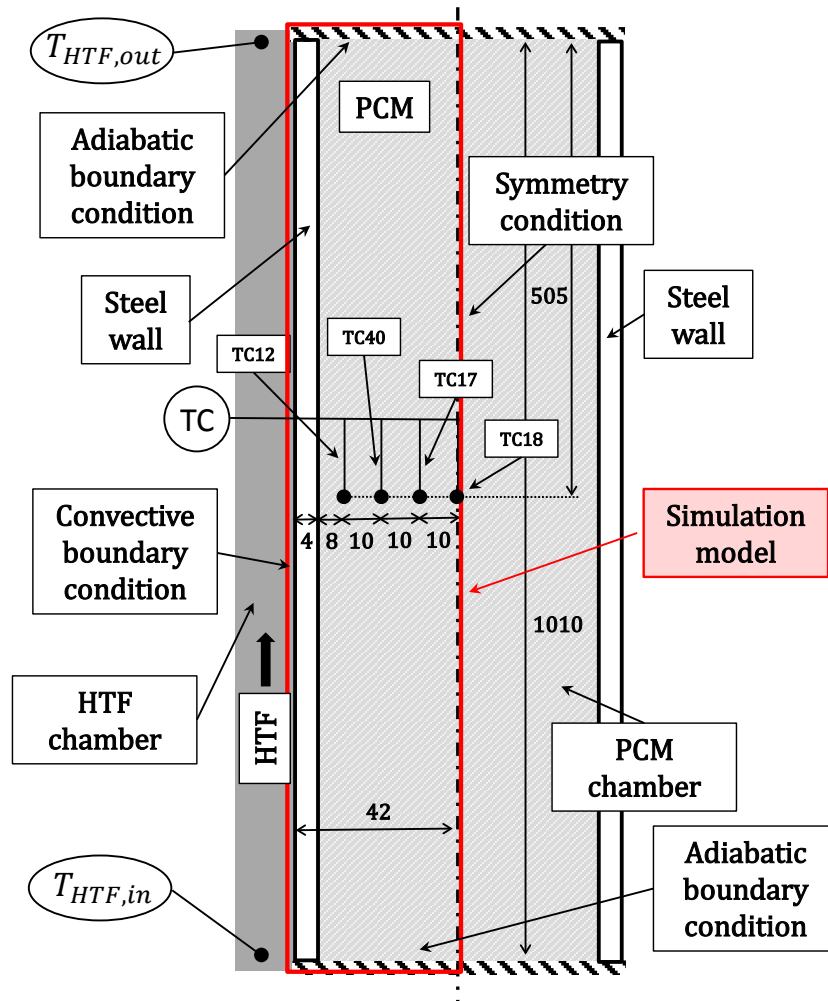 T_HTF,out
PCM
Adiabatic
boundary
condition
Symmetry
condition
Steel
wall
505
Steel
wall
TC12
TC40
TC17
TC
TC18
Convective
boundary
condition
Simulation
model
4 8 10 10 10
1010
HTF
chamber
HTF
PCM
chamber
42
Adiabatic
boundary
condition
T_HTF,in